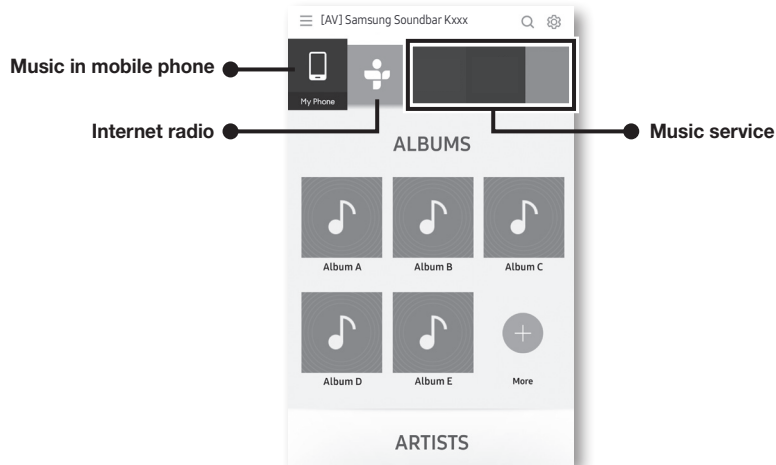 [AV] Samsung Soundbar Kxxx
Music in mobile phone
My Phone
Internet radio
Music service
ALBUMS
Album A
Album B
Album C
Album D
Album E
More
ARTISTS